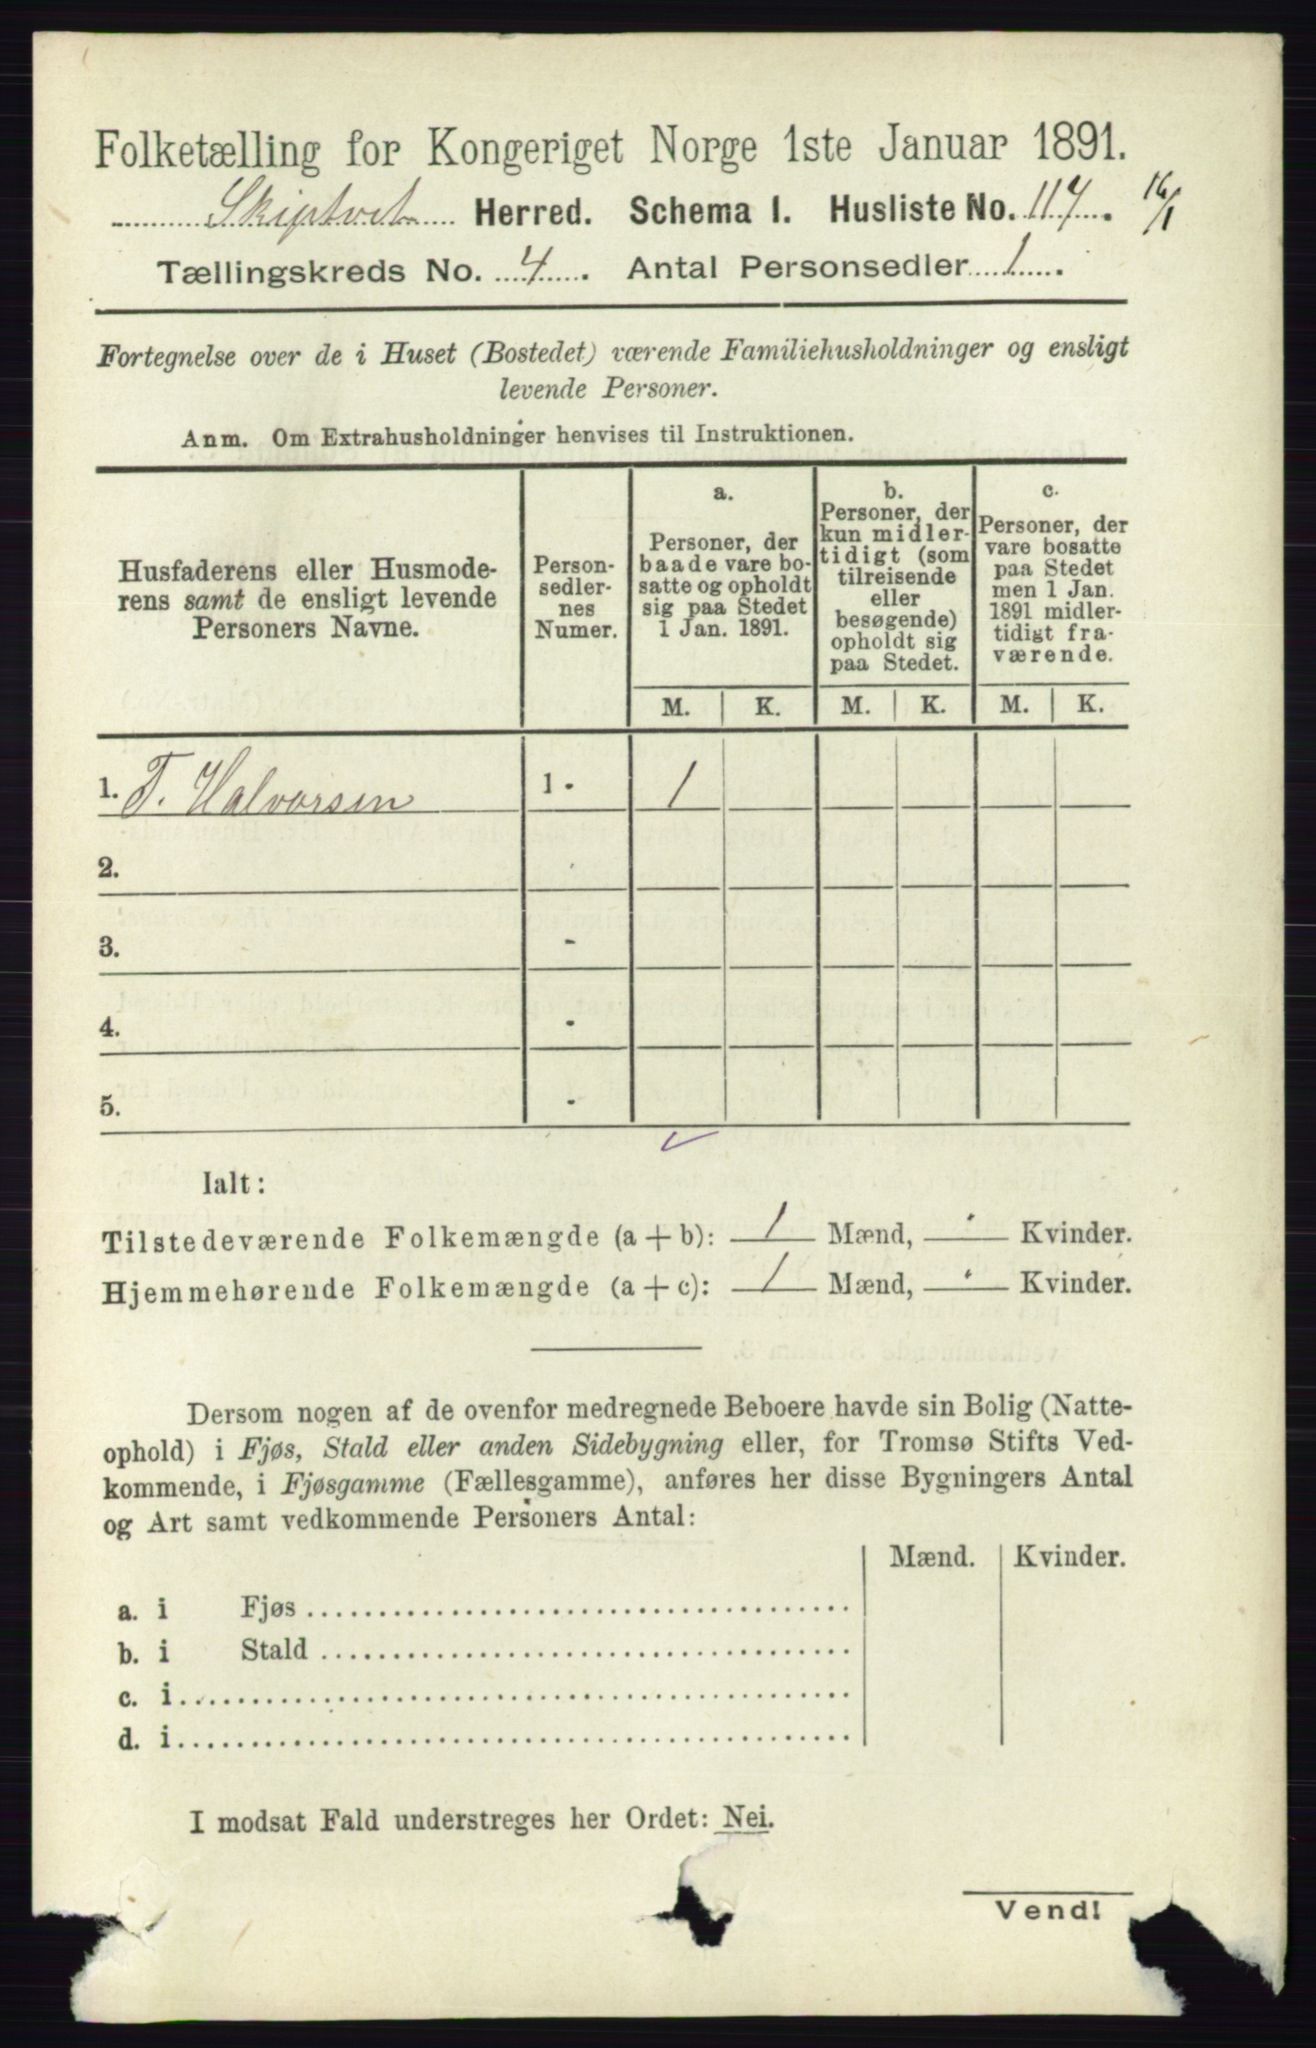 Folketælling for Kongeriget Norge 1ste Januar 1891.
Skiptvet Herred. Schema I. Husliste No. 117. 16/1
Tællingskreds No. 4. Antal Personsedler 1.
Fortegnelse over de i Huset (Bostedet) værende Familiehusholdninger og ensligt
levende Personer.
Anm. Om Extrahusholdninger henvises til Instruktionen.
Husfaderens eller Husmode-
rens samt de ensligt levende
Personers Navne.
Person-
sedler-
nes
Numer.
a.
Personer, der
baade vare bo-
satte og opholdt
sig paa Stedet
1 Jan. 1891.
b.
Personer, der
kun midler-
tidigt (som
tilreisende
eller
besøgende)
opholdt sig
paa Stedet.
c.
Personer, der
vare bosatte
paa Stedet
men 1 Jan.
1891 midler-
tidigt fra-
værende.
M. K. M. K. M. K.
1. T. Halvorsen 1 - 1
2.
3. -
4. -
5. -
Ialt:
Tilstedeværende Folkemængde (a + b): 1 Mænd, · Kvinder.
Hjemmehørende Folkemængde (a + c): 1 Mænd, · Kvinder.
Dersom nogen af de ovenfor medregnede Beboere havde sin Bolig (Natte-
ophold) i Fjøs, Stald eller anden Sidebygning eller, for Tromsø Stifts Ved-
kommende, i Fjøsgamme (Fællesgamme), anføres her disse Bygningers Antal
og Art samt vedkommende Personers Antal:
Mænd. Kvinder.
a. i Fjøs
b. i Stald
c. i
d. i
I modsat Fald understreges her Ordet: Nei.
Vend!